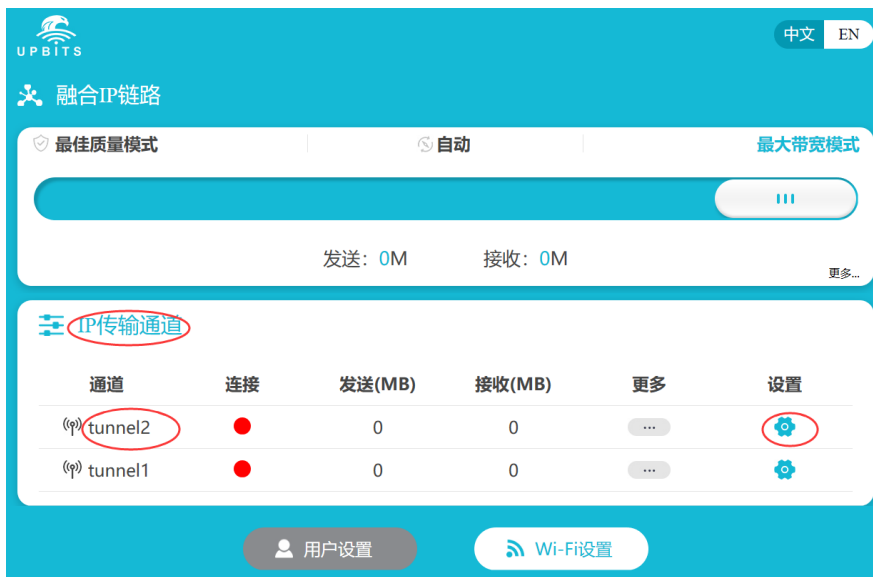 UPBITS
中文 EN
融合IP链路
最佳质量模式 自动 最大带宽模式
发送：0M 接收：0M
更多...
IP传输通道
通道 连接 发送(MB) 接收(MB) 更多 设置
tunnel2 0 0 ...
tunnel1 0 0 ...
用户设置 Wi-Fi设置